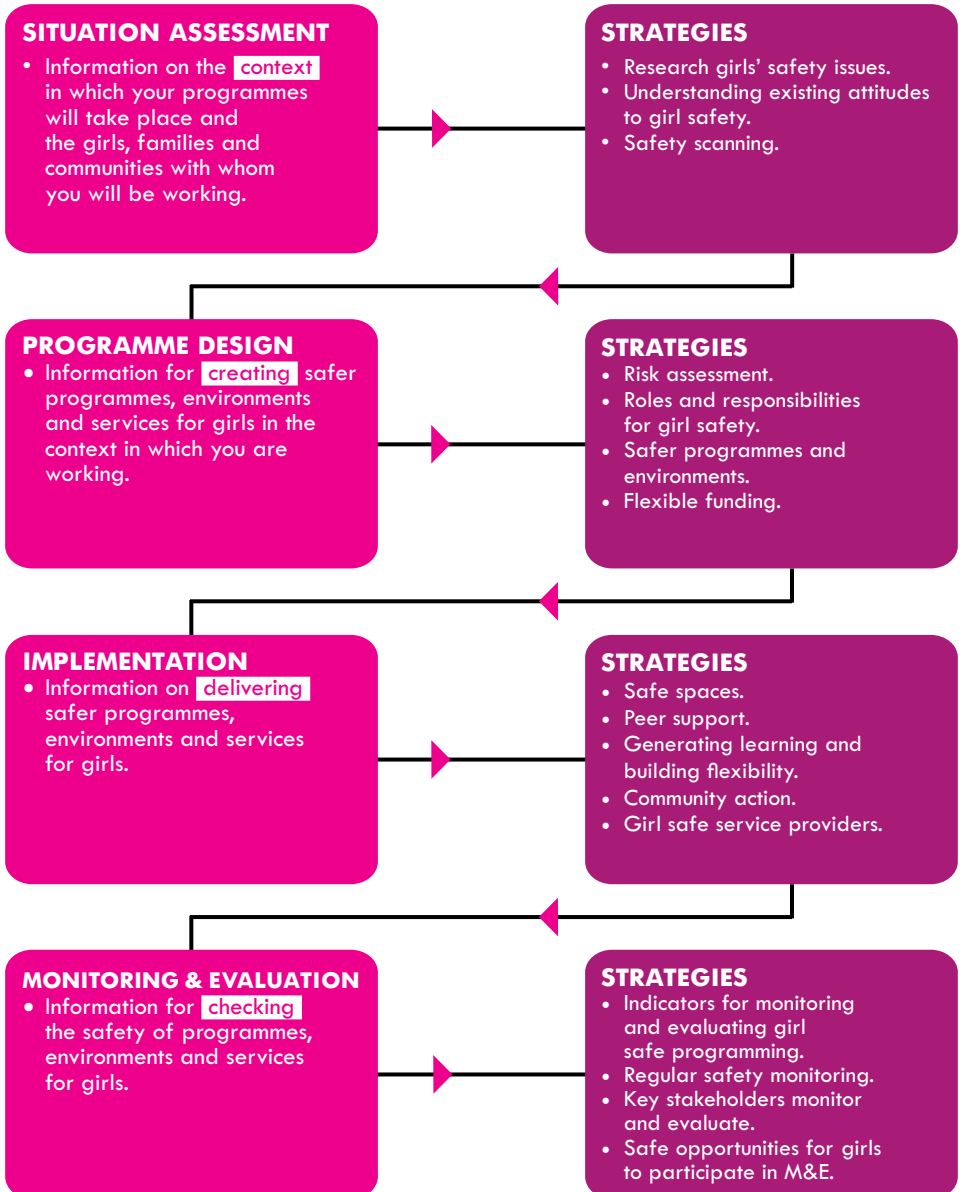 SITUATION ASSESSMENT
• Information on the context
in which your programmes
will take place and
the girls, families and
communities with whom
you will be working.
STRATEGIES
• Research girls’ safety issues.
• Understanding existing attitudes
to girl safety.
• Safety scanning.
PROGRAMME DESIGN
• Information for creating safer
programmes, environments
and services for girls in the
context in which you are
working.
STRATEGIES
• Risk assessment.
• Roles and responsibilities
for girl safety.
• Safer programmes and
environments.
• Flexible funding.
IMPLEMENTATION
• Information on delivering
safer programmes,
environments and services
for girls.
STRATEGIES
• Safe spaces.
• Peer support.
• Generating learning and
building flexibility.
• Community action.
• Girl safe service providers.
MONITORING & EVALUATION
• Information for checking
the safety of programmes,
environments and services
for girls.
STRATEGIES
• Indicators for monitoring
and evaluating girl
safe programming.
• Regular safety monitoring.
• Key stakeholders monitor
and evaluate.
• Safe opportunities for girls
to participate in M&E.